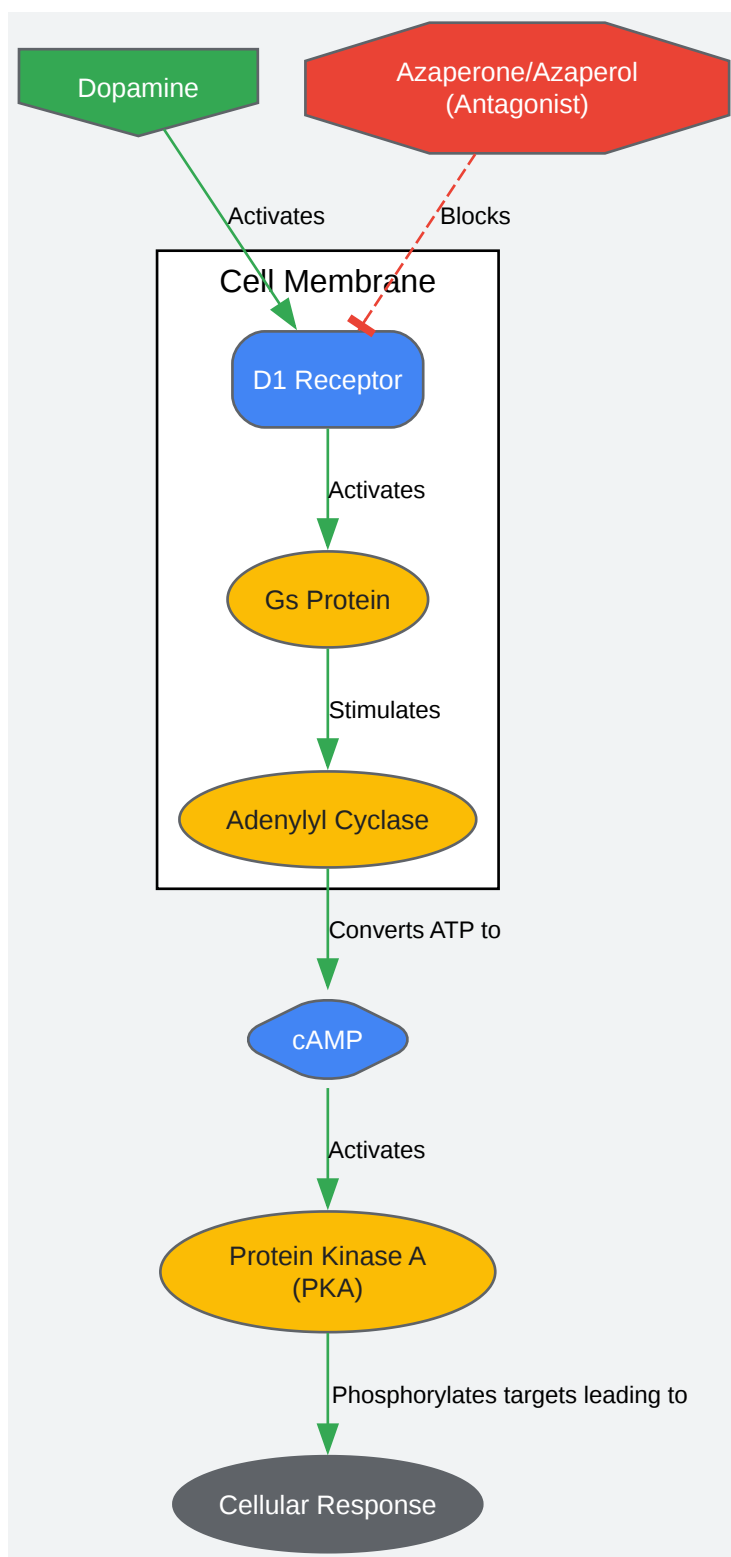 Dopamine
Azaperone/Azaperol
(Antagonist)
Activates
Blocks
Cell Membrane
D1 Receptor
Activates
Gs Protein
Stimulates
Adenylyl Cyclase
Converts ATP to
cAMP
Activates
Protein Kinase A
(PKA)
Phosphorylates targets leading to
Cellular Response